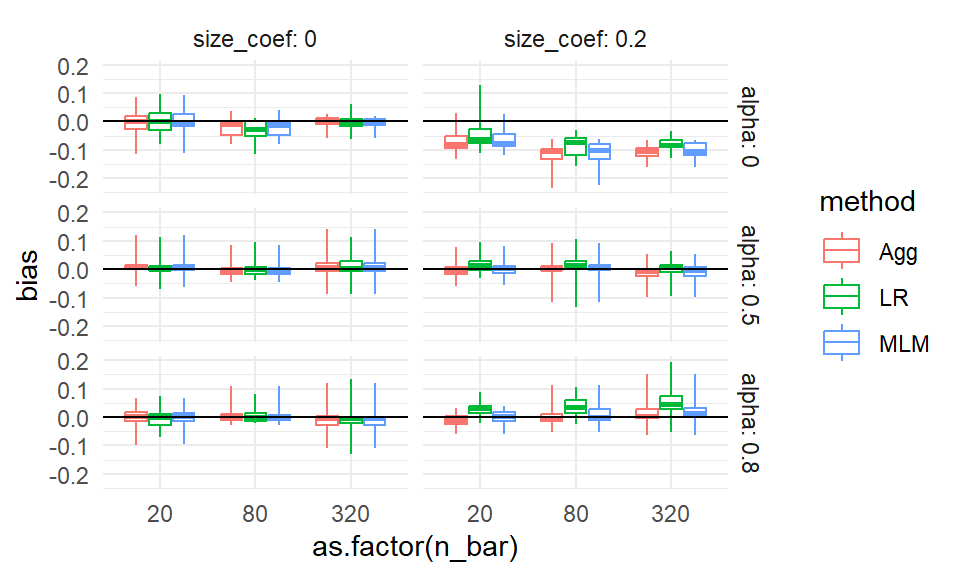 size_coef: 0
size_coef: 0.2
0.2
0.1
0.0
-0.1
-0.2
alpha: 0
0.2
0.1
0.0
-0.1
-0.2
alpha: 0.5
0.2
0.1
0.0
-0.1
-0.2
alpha: 0.8
bias
20
80
320
20
80
320
as.factor(n_bar)
method
Agg
LR
MLM